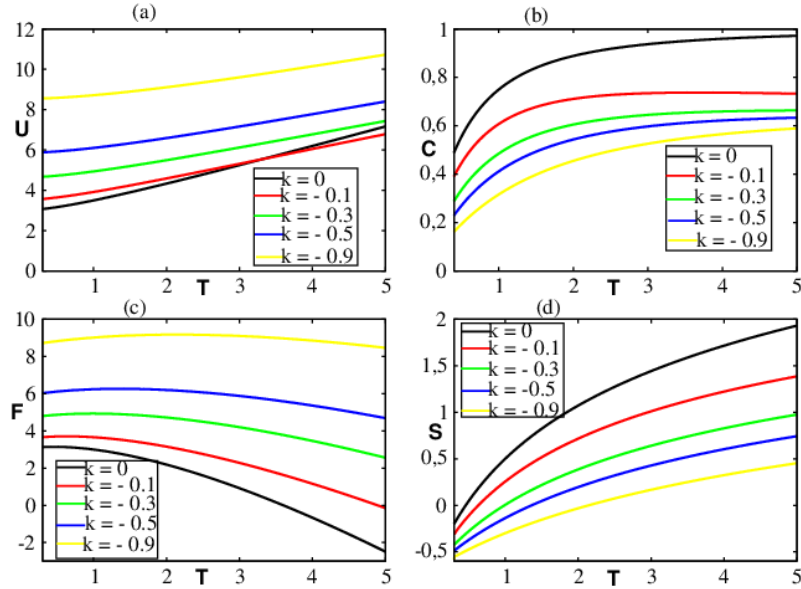 (a)
12
10
8
U
6
4
2
0
k = 0
k = - 0.1
k = - 0.3
k = - 0.5
k = - 0.9
1 2 T 3 4 5
(b)
1
0,8
0,6
C
0,4
0,2
0
k = 0
k = - 0.1
k = - 0.3
k = - 0.5
k = - 0.9
1 2 T 3 4 5
(c)
10
8
6
F
4
2
0
-2
k = 0
k = - 0.1
k = - 0.3
k = - 0.5
k = - 0.9
1 2 T 3 4 5
(d)
2
1,5
1
S
0,5
0
-0,5
k = 0
k = - 0.1
k = - 0.3
k = -0.5
k = - 0.9
1 2 T 3 4 5